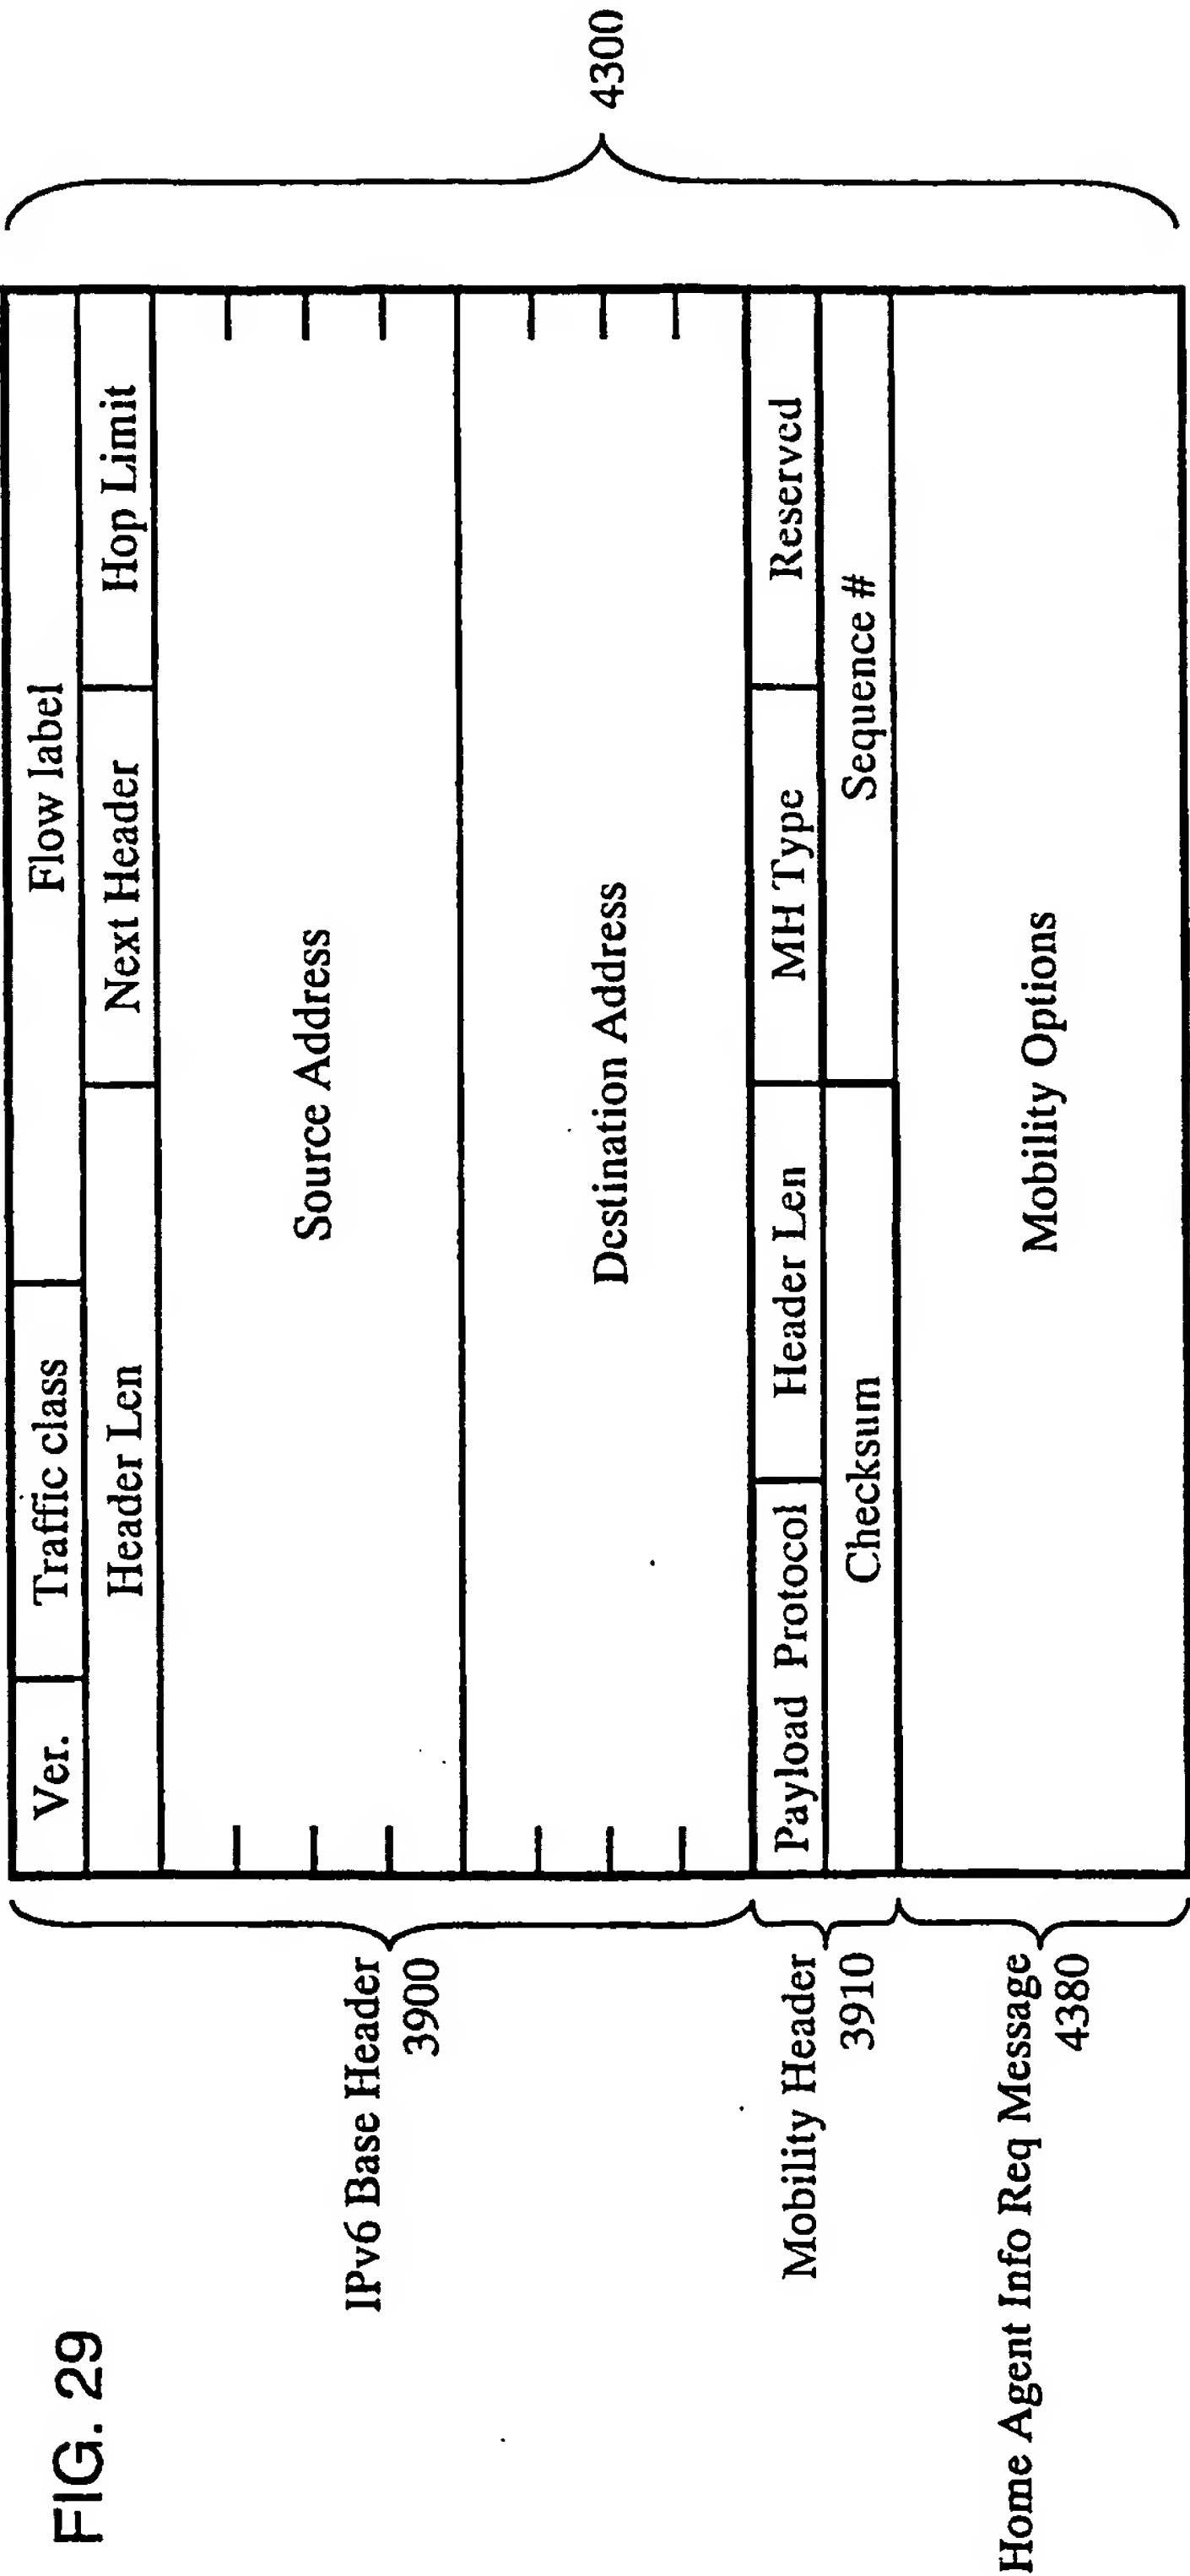 FIG. 29
Ver. Traffic class Flow label
Header Len Next Header Hop Limit
Source Address
Destination Address
IPv6 Base Header
3900
Payload Protocol Header Len MH Type Reserved
Checksum Sequence #
Mobility Header
3910
Mobility Options
Home Agent Info Req Message
4380
4300